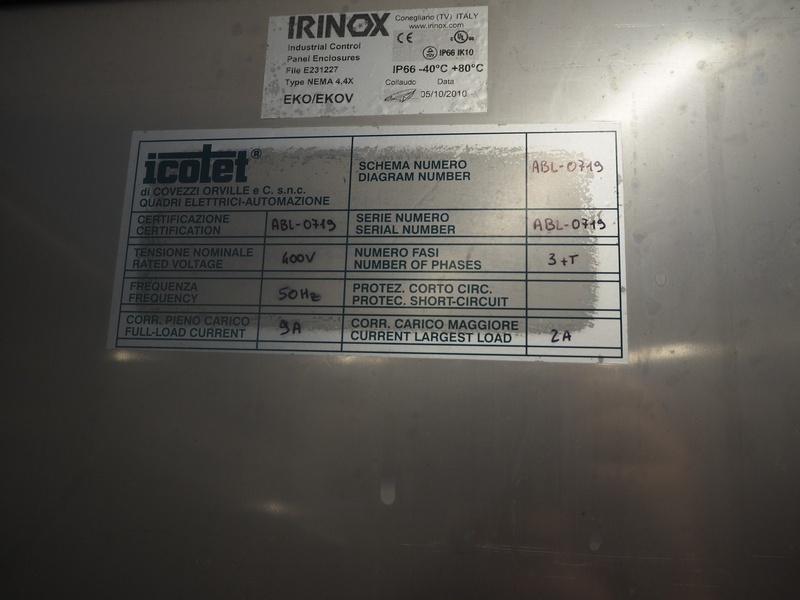 IRINOX
Conegliano (TV) ITALY
www.irinox.com
Industrial Control
Panel Enclosures
File E231227
Type NEMA 4,4X
EKO/EKOV
CE
UL
IP66 IK10
IP66 -40°C +80°C
Collaudo Data
05/10/2010
icotet®
di COVEZZI ORVILLE e C. s.n.c.
QUADRI ELETTRICI-AUTOMAZIONE
SCHEMA NUMERO
DIAGRAM NUMBER
ABL-0719
CERTIFICAZIONE
CERTIFICATION
ABL-0719
SERIE NUMERO
SERIAL NUMBER
ABL-0719
TENSIONE NOMINALE
RATED VOLTAGE
400V
NUMERO FASI
NUMBER OF PHASES
3+T
FREQUENZA
FREQUENCY
50Hz
PROTEZ. CORTO CIRC.
PROTEC. SHORT-CIRCUIT
CORR. PIENO CARICO
FULL-LOAD CURRENT
9A
CORR. CARICO MAGGIORE
CURRENT LARGEST LOAD
2A